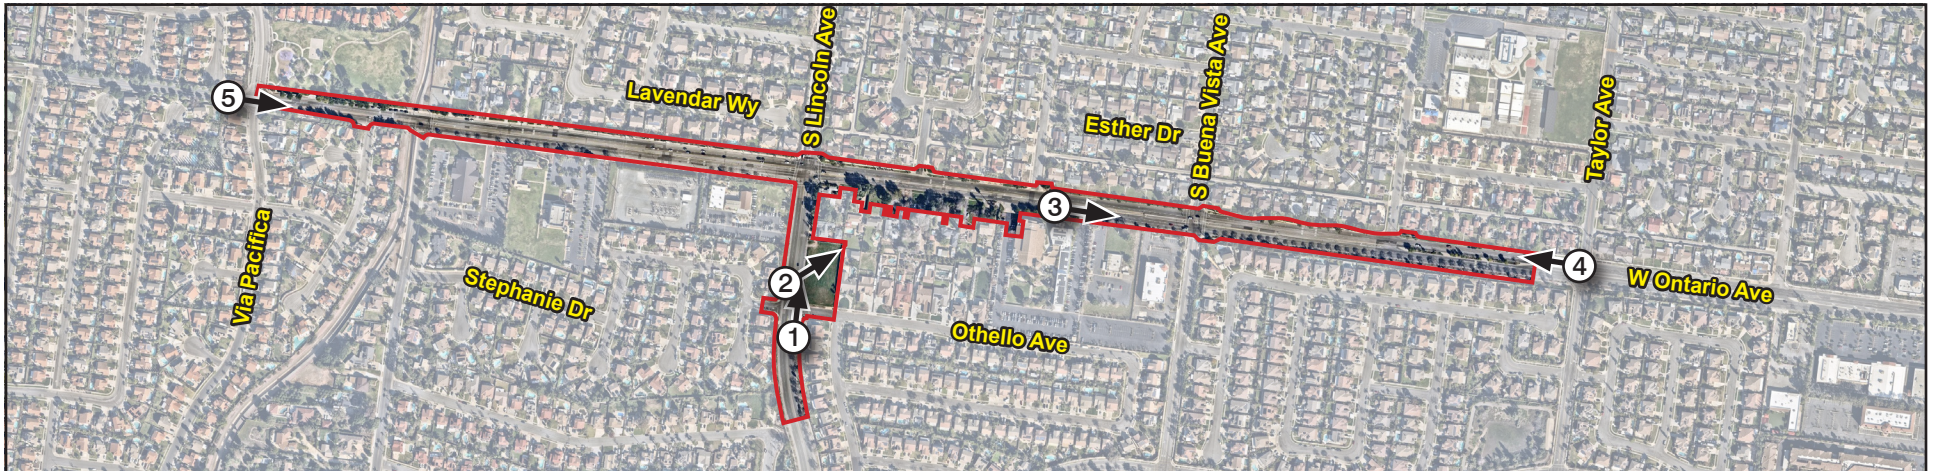 S Lincoln Ave
S Buena Vista Ave
5
Lavendar Wy
Esther Dr
Taylor Ave
3
Via Pacifica
Stephanie Dr
2
4
W Ontario Ave
1
Othello Ave